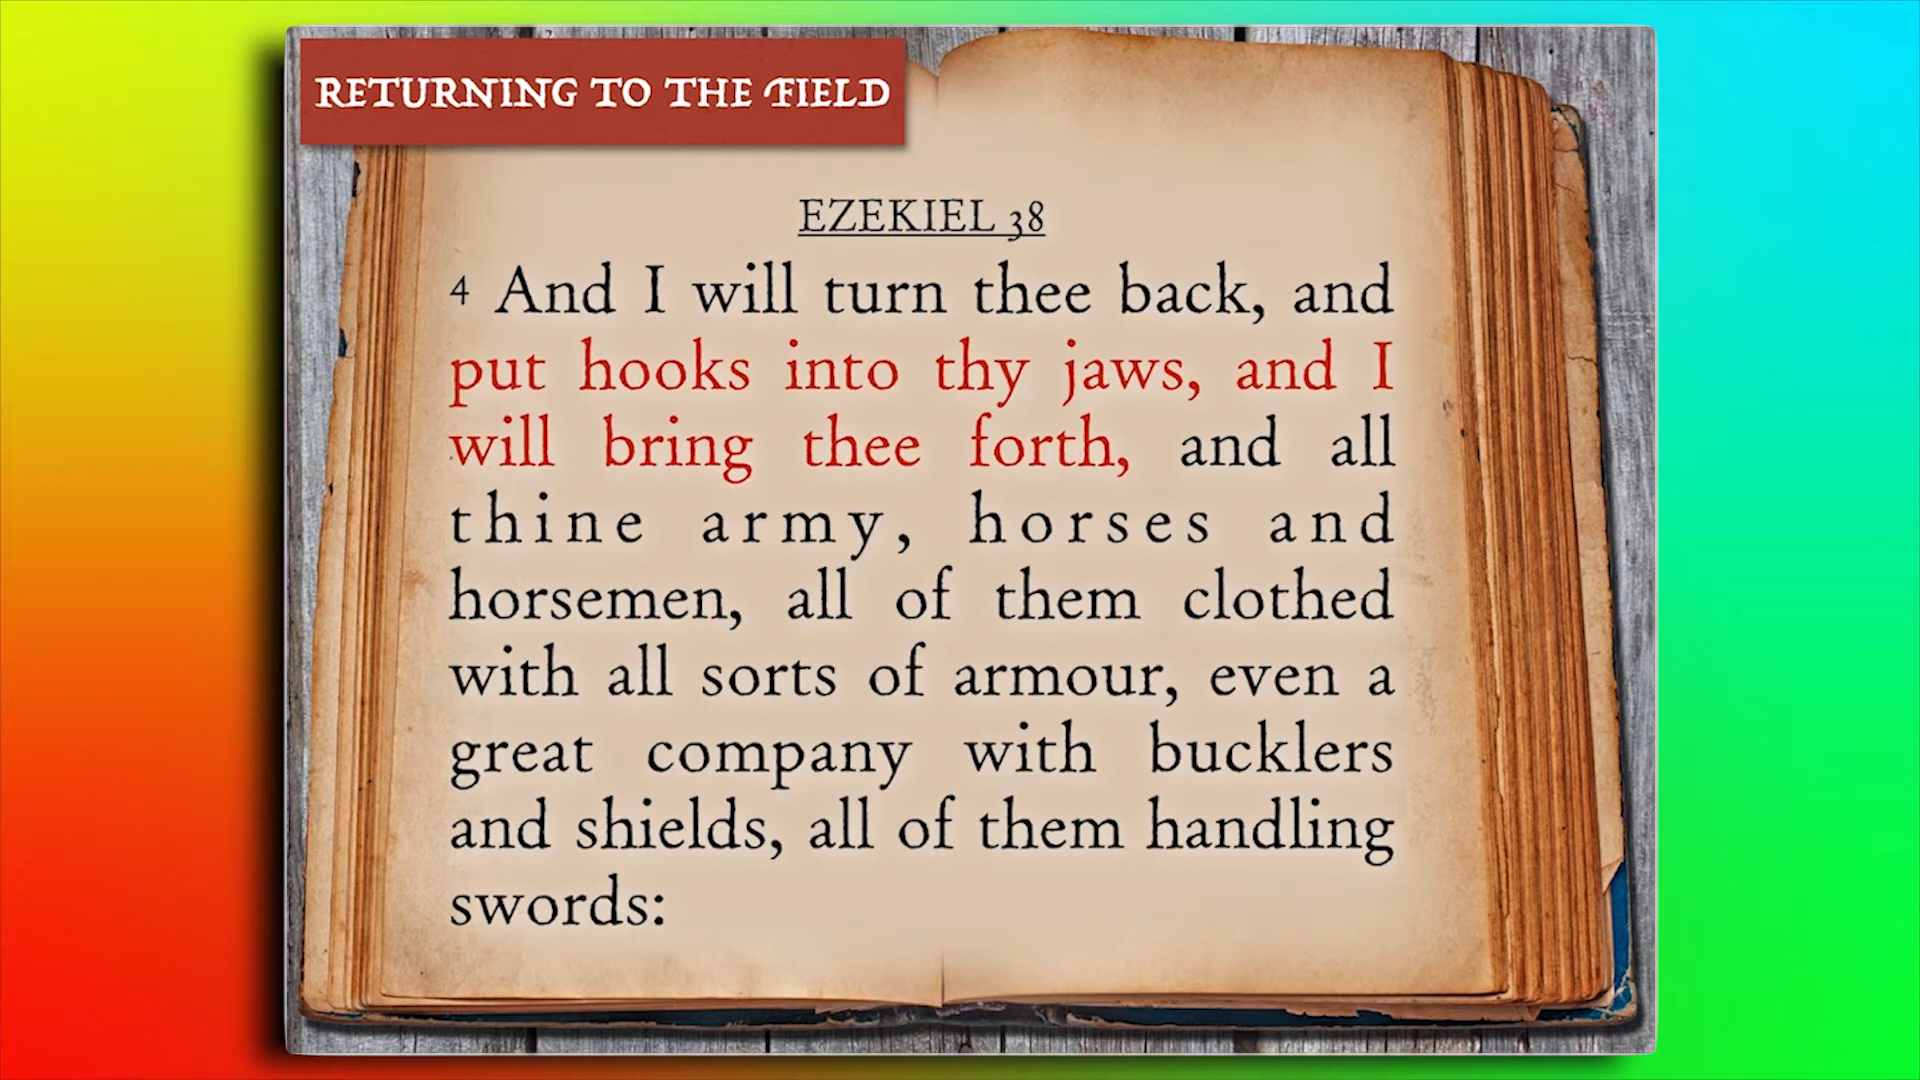 RETURNING TO THE FIELD
EZEKIEL 38
4 And I will turn thee back, and
put hooks into thy jaws, and I
will bring thee forth, and all
thine army, horses and
horsemen, all of them clothed
with all sorts of armour, even a
great company with bucklers
and shields, all of them handling
swords: